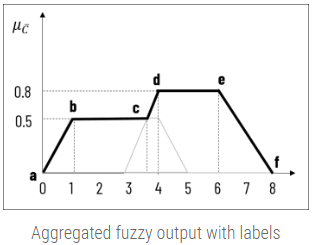 μc̃
d e
0.8
b c
0.5
a f
0 1 2 3 4 5 6 7 8
Aggregated fuzzy output with labels